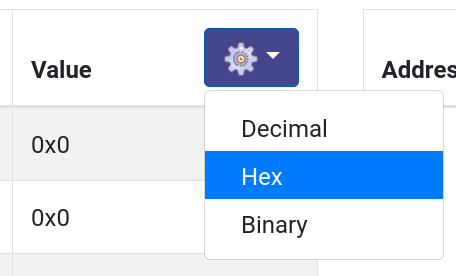 Value
Addres
Decimal
0x0
Hex
0x0
Binary